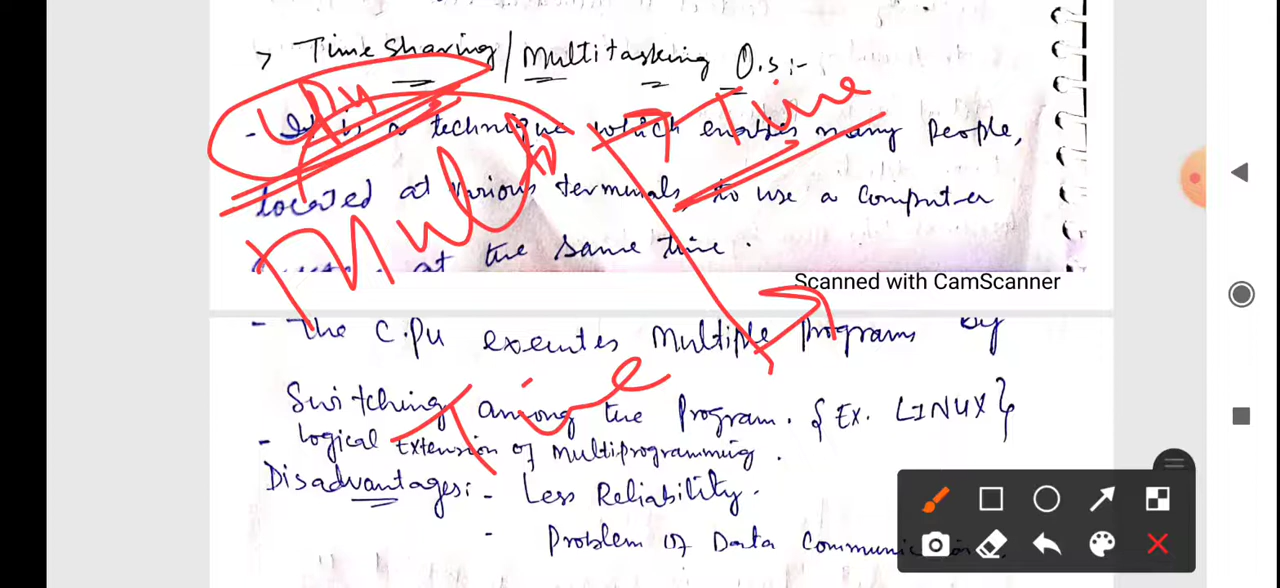 > Time Sharing / Multitasking O.s :-
- It is a technique which enables many people,
located at various terminals, to use a computer
at the same time.
Scanned with CamScanner
- The C.Pu executes Multiple Programs by
Switching among the Program. { Ex. LINUX }
- Logical Extension of Multiprogramming.
Disadvantages: - Less Reliability.
- Problem of Data Communication
CPU
Multi
Time
Time